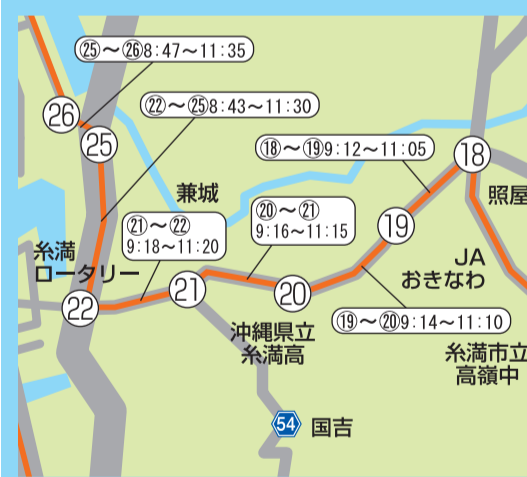 ㉕～㉖8:47～11:35
㉖
㉒～㉕8:43～11:30
㉕
⑱～⑲9:12～11:05
⑱
兼城
照屋
㉑～㉒
9:18～11:20
⑳～㉑
9:16～11:15
⑲
糸満
ロータリー
JA
おきなわ
㉒
㉑
⑳
⑲～⑳9:14～11:10
沖縄県立
糸満高
糸満市立
高嶺中
54
国吉